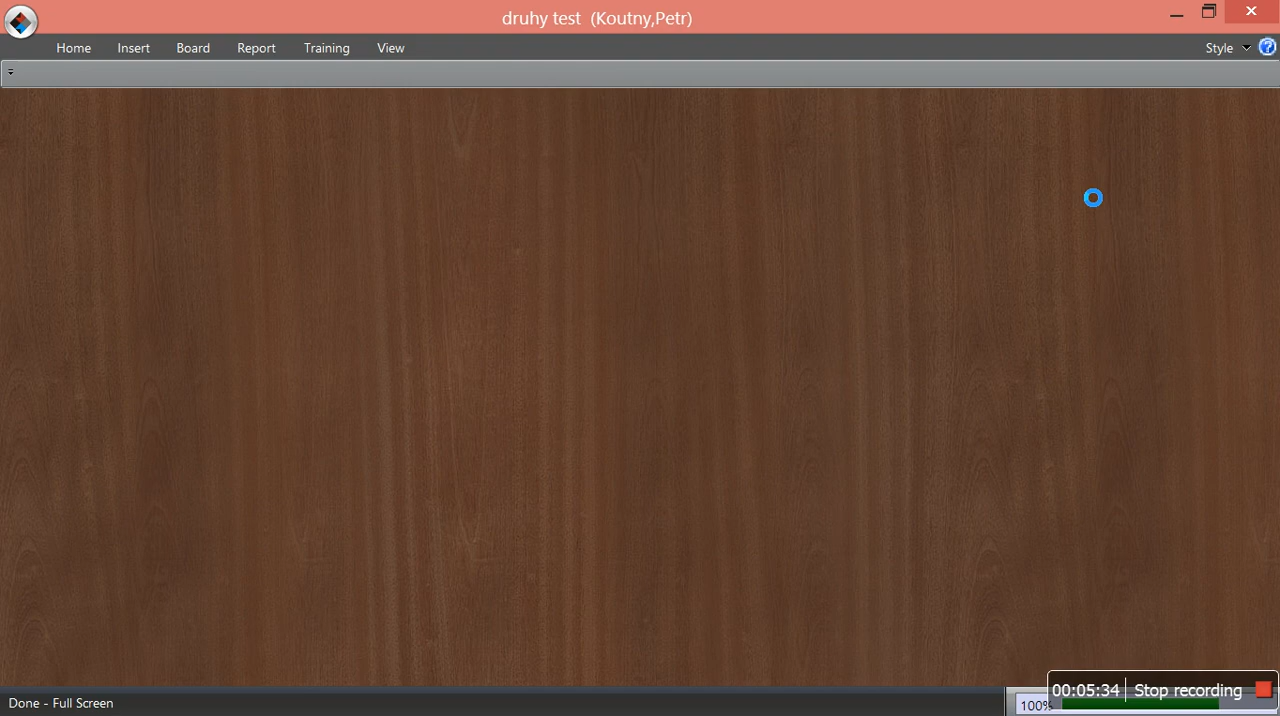 druhy test (Koutny,Petr)
Home Insert Board Report Training View Style
Done - Full Screen
100%
00:05:34 Stop recording